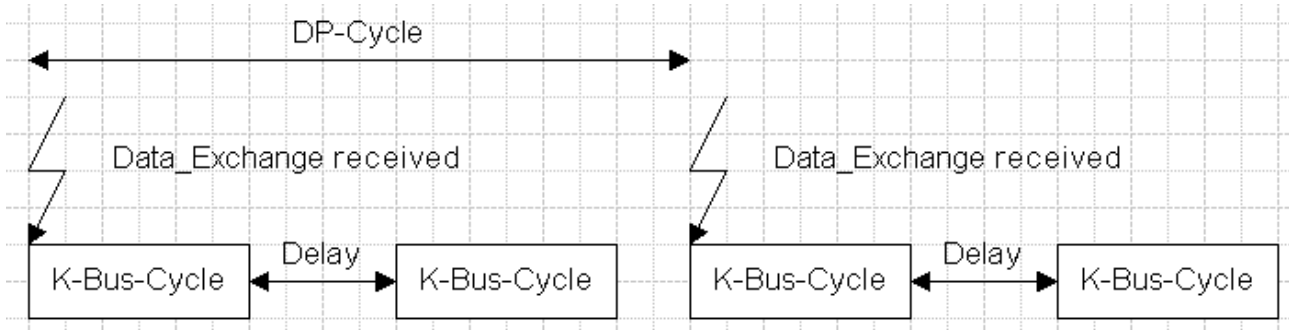 DP-Cycle
Data_Exchange received
Data_Exchange received
Delay
Delay
K-Bus-Cycle
K-Bus-Cycle
K-Bus-Cycle
K-Bus-Cycle